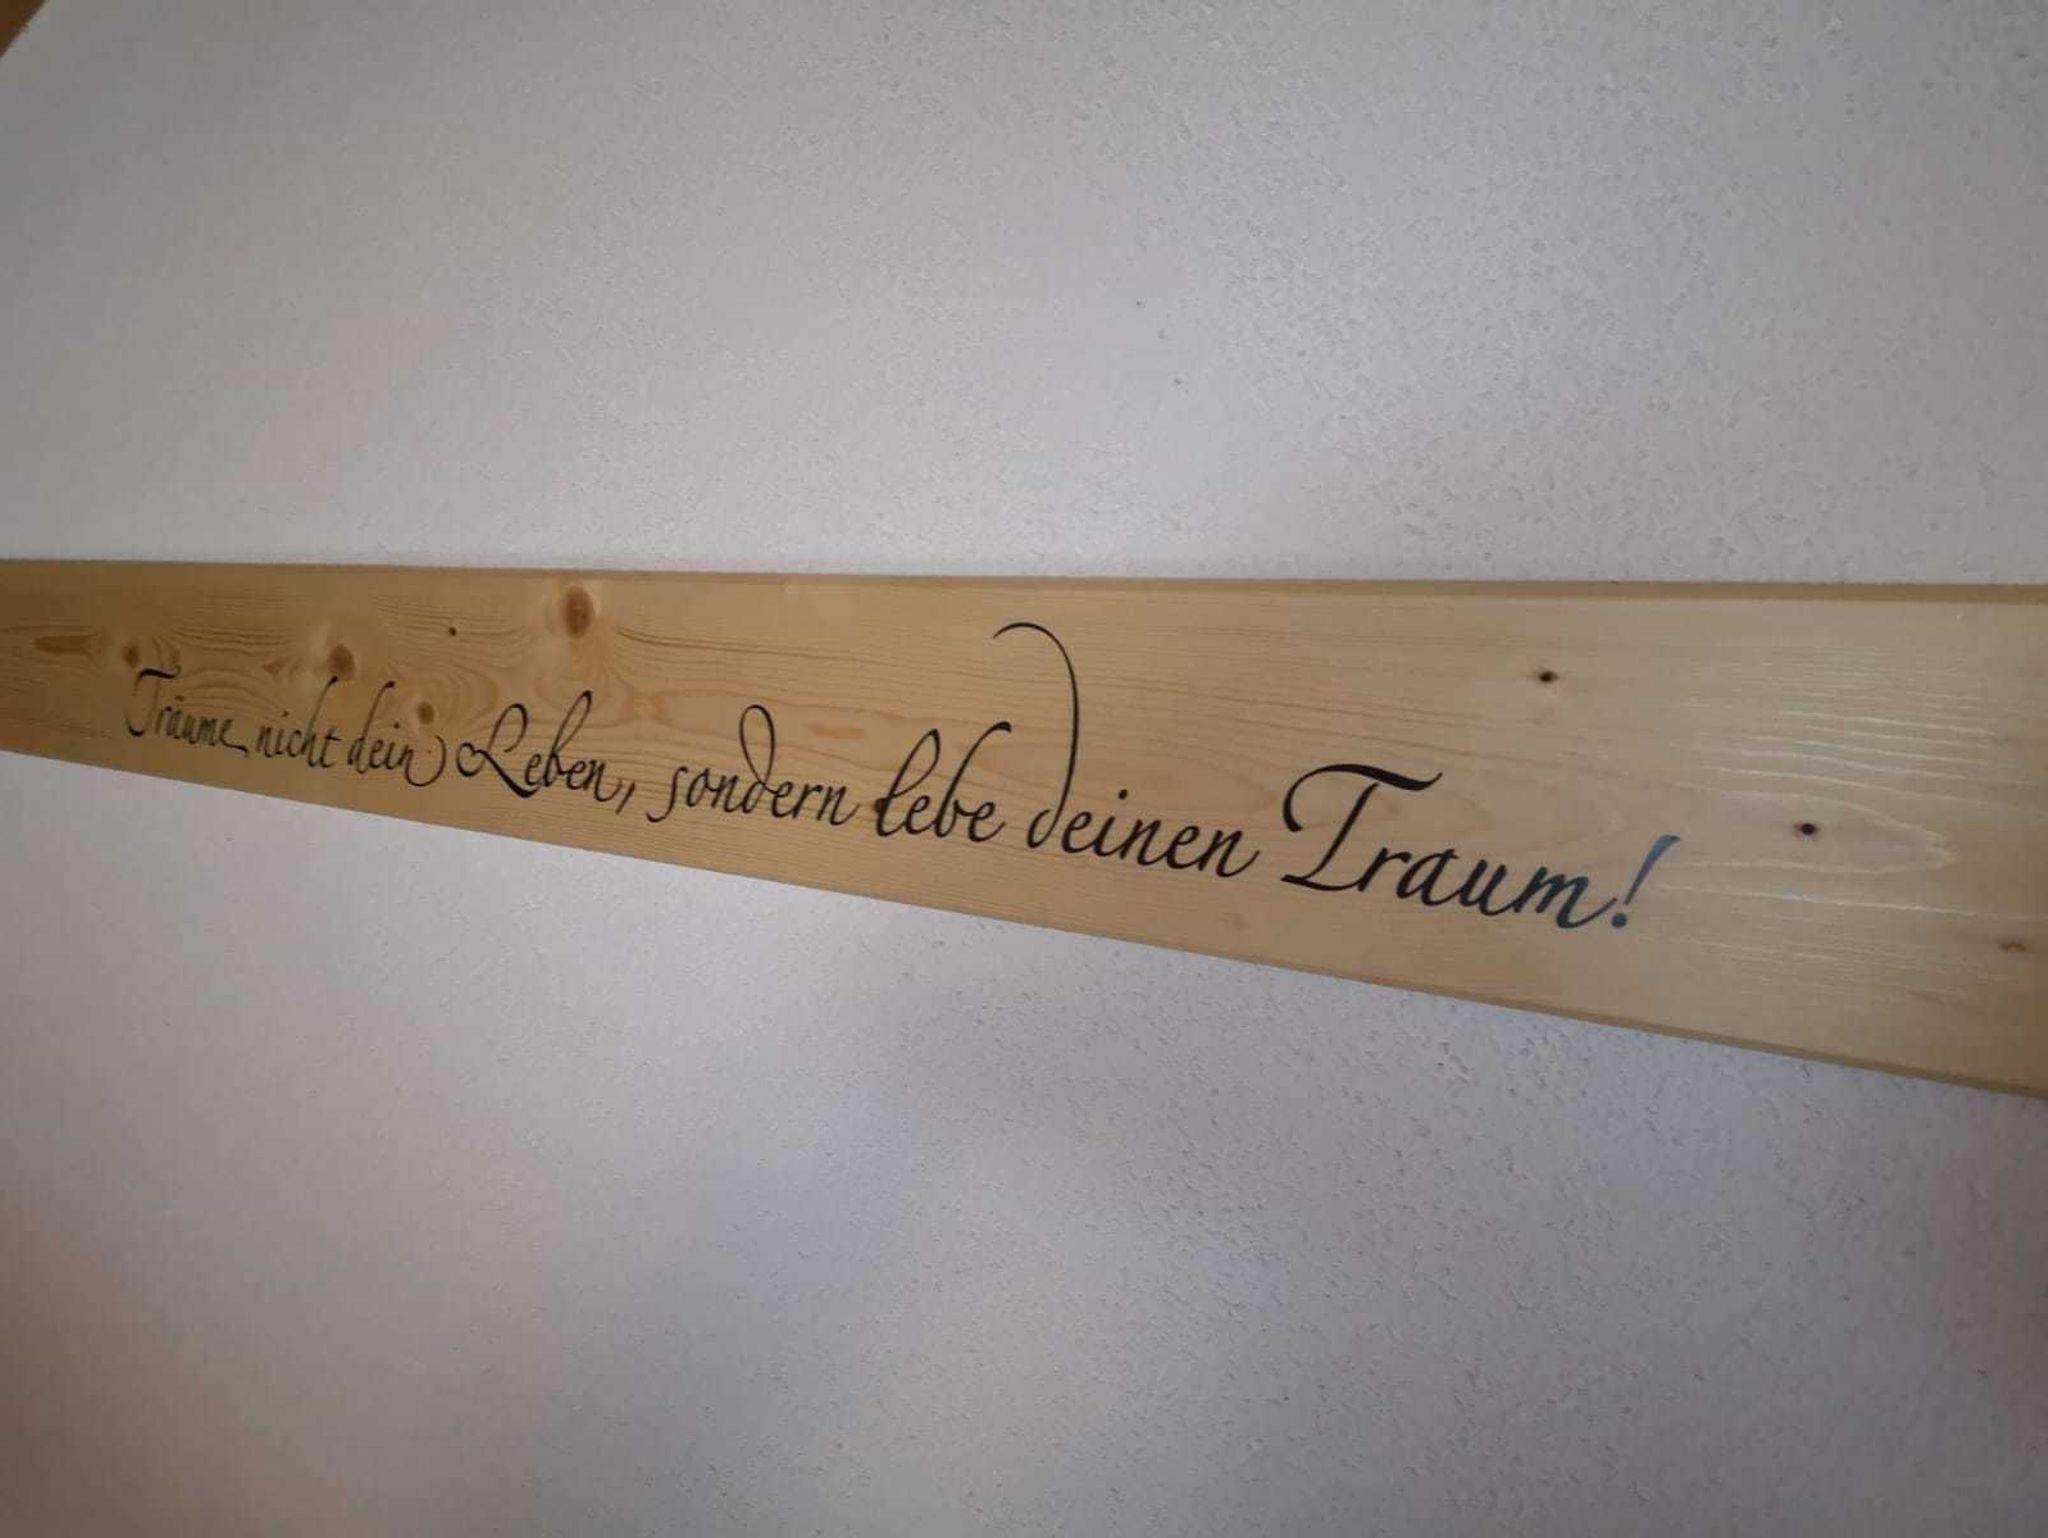 Träume nicht dein Leben, sondern lebe deinen Traum!